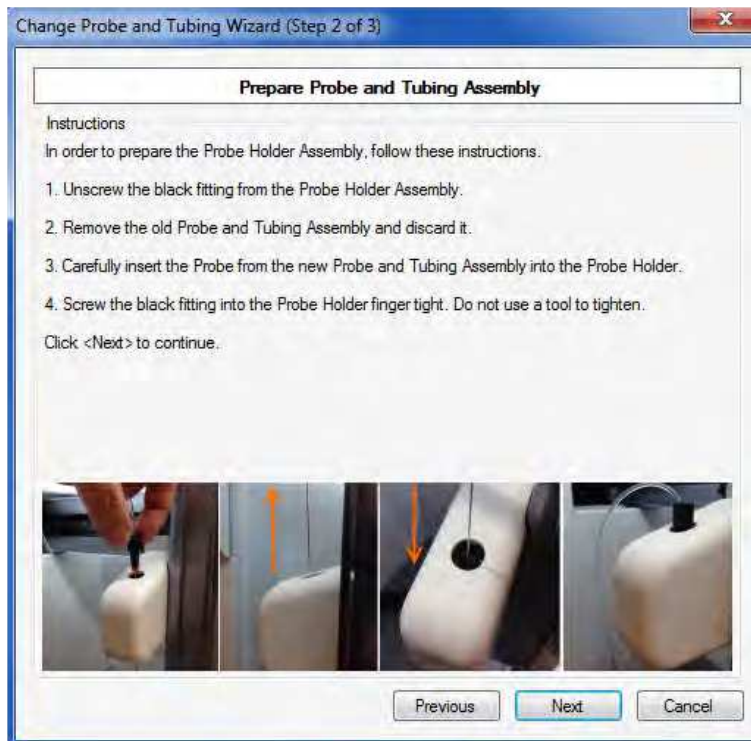 Change Probe and Tubing Wizard (Step 2 of 3)
Prepare Probe and Tubing Assembly
Instructions
In order to prepare the Probe Holder Assembly, follow these instructions.
1. Unscrew the black fitting from the Probe Holder Assembly.
2. Remove the old Probe and Tubing Assembly and discard it.
3. Carefully insert the Probe from the new Probe and Tubing Assembly into the Probe Holder.
4. Screw the black fitting into the Probe Holder finger tight. Do not use a tool to tighten.
Click <Next> to continue.
Previous Next Cancel